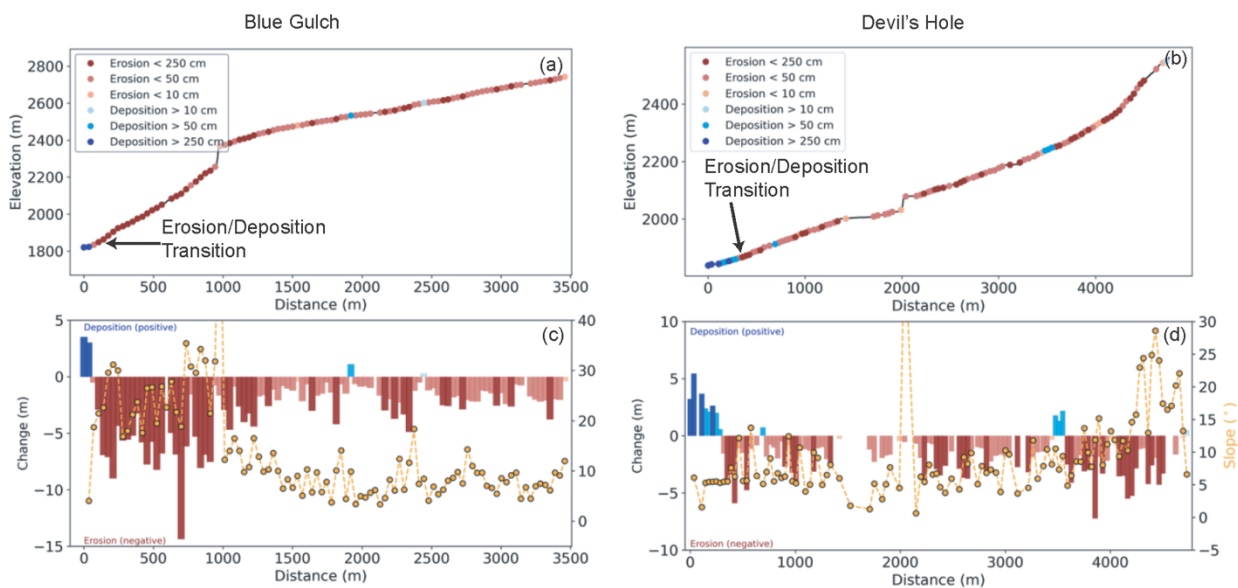 Blue Gulch
Devil's Hole
(a)
2800
2600
2400
2200
2000
1800
Elevation (m)
Erosion < 250 cm
Erosion < 50 cm
Erosion < 10 cm
Deposition > 10 cm
Deposition > 50 cm
Deposition > 250 cm
Erosion/Deposition
Transition
0 500 1000 1500 2000 2500 3000 3500
Distance (m)
(b)
2400
2200
2000
Elevation (m)
Erosion < 250 cm
Erosion < 50 cm
Erosion < 10 cm
Deposition > 10 cm
Deposition > 50 cm
Deposition > 250 cm
Erosion/Deposition
Transition
0 1000 2000 3000 4000
Distance (m)
(c)
5
0
−5
−10
−15
Change (m)
Deposition (positive)
Erosion (negative)
40
30
20
10
0
0 500 1000 1500 2000 2500 3000 3500
Distance (m)
(d)
10
5
0
−5
−10
Change (m)
Deposition (positive)
Erosion (negative)
30
25
20
15
10
5
0
−5
Slope (°)
0 1000 2000 3000 4000
Distance (m)